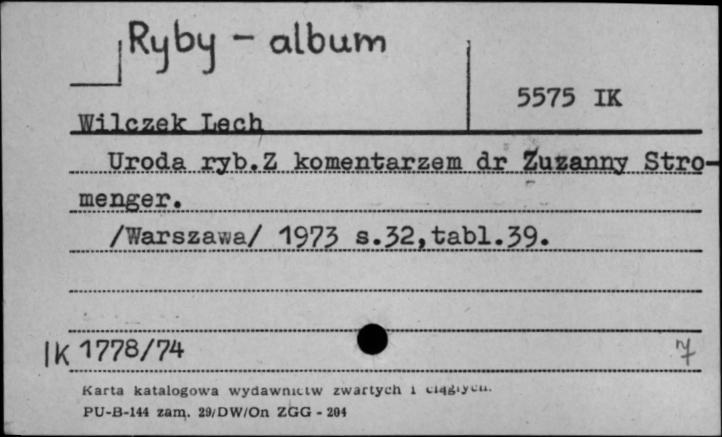 Ryby - album
5575 IK
Wilczek Lech
Uroda ryb.Z komentarzem dr Zuzanny Stro-
menger.
/Warszawa/ 1973 s.32,tabl.39.
IK 1778/74 7
Karta katalogowa wydawnictw zwartych i ciągłych.
PU-B-144 zam. 29/DW/On ZGG - 204